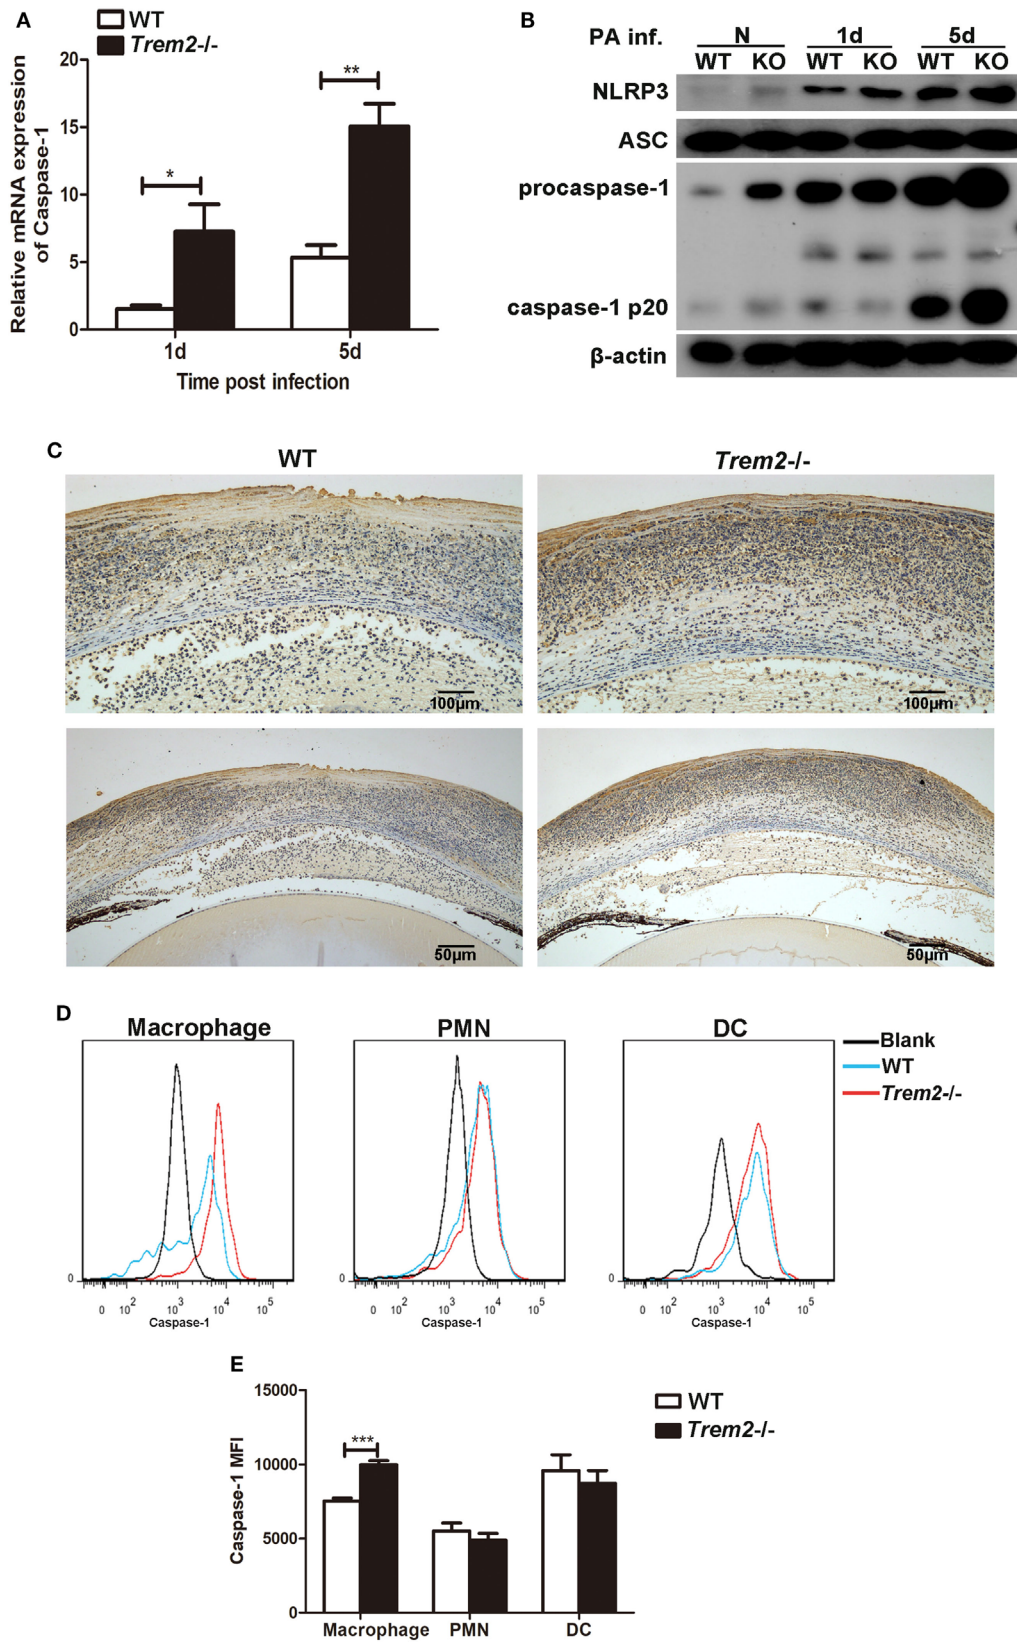 A
WT
Trem2-/-
Relative mRNA expression
of Caspase-1
20
15
10
5
0
*
**
1d
5d
Time post infection
B
PA inf.
N
1d
5d
WT KO WT KO WT KO
NLRP3
ASC
procaspase-1
caspase-1 p20
β-actin
C
WT
Trem2-/-
100μm
100μm
50μm
50μm
D
Macrophage
PMN
DC
Blank
WT
Trem2-/-
0
0
0
0 10² 10³ 10⁴ 10⁵
0 10² 10³ 10⁴ 10⁵
0 10² 10³ 10⁴ 10⁵
Caspase-1
Caspase-1
Caspase-1
E
WT
Trem2-/-
Caspase-1 MFI
15000
10000
5000
0
***
Macrophage
PMN
DC